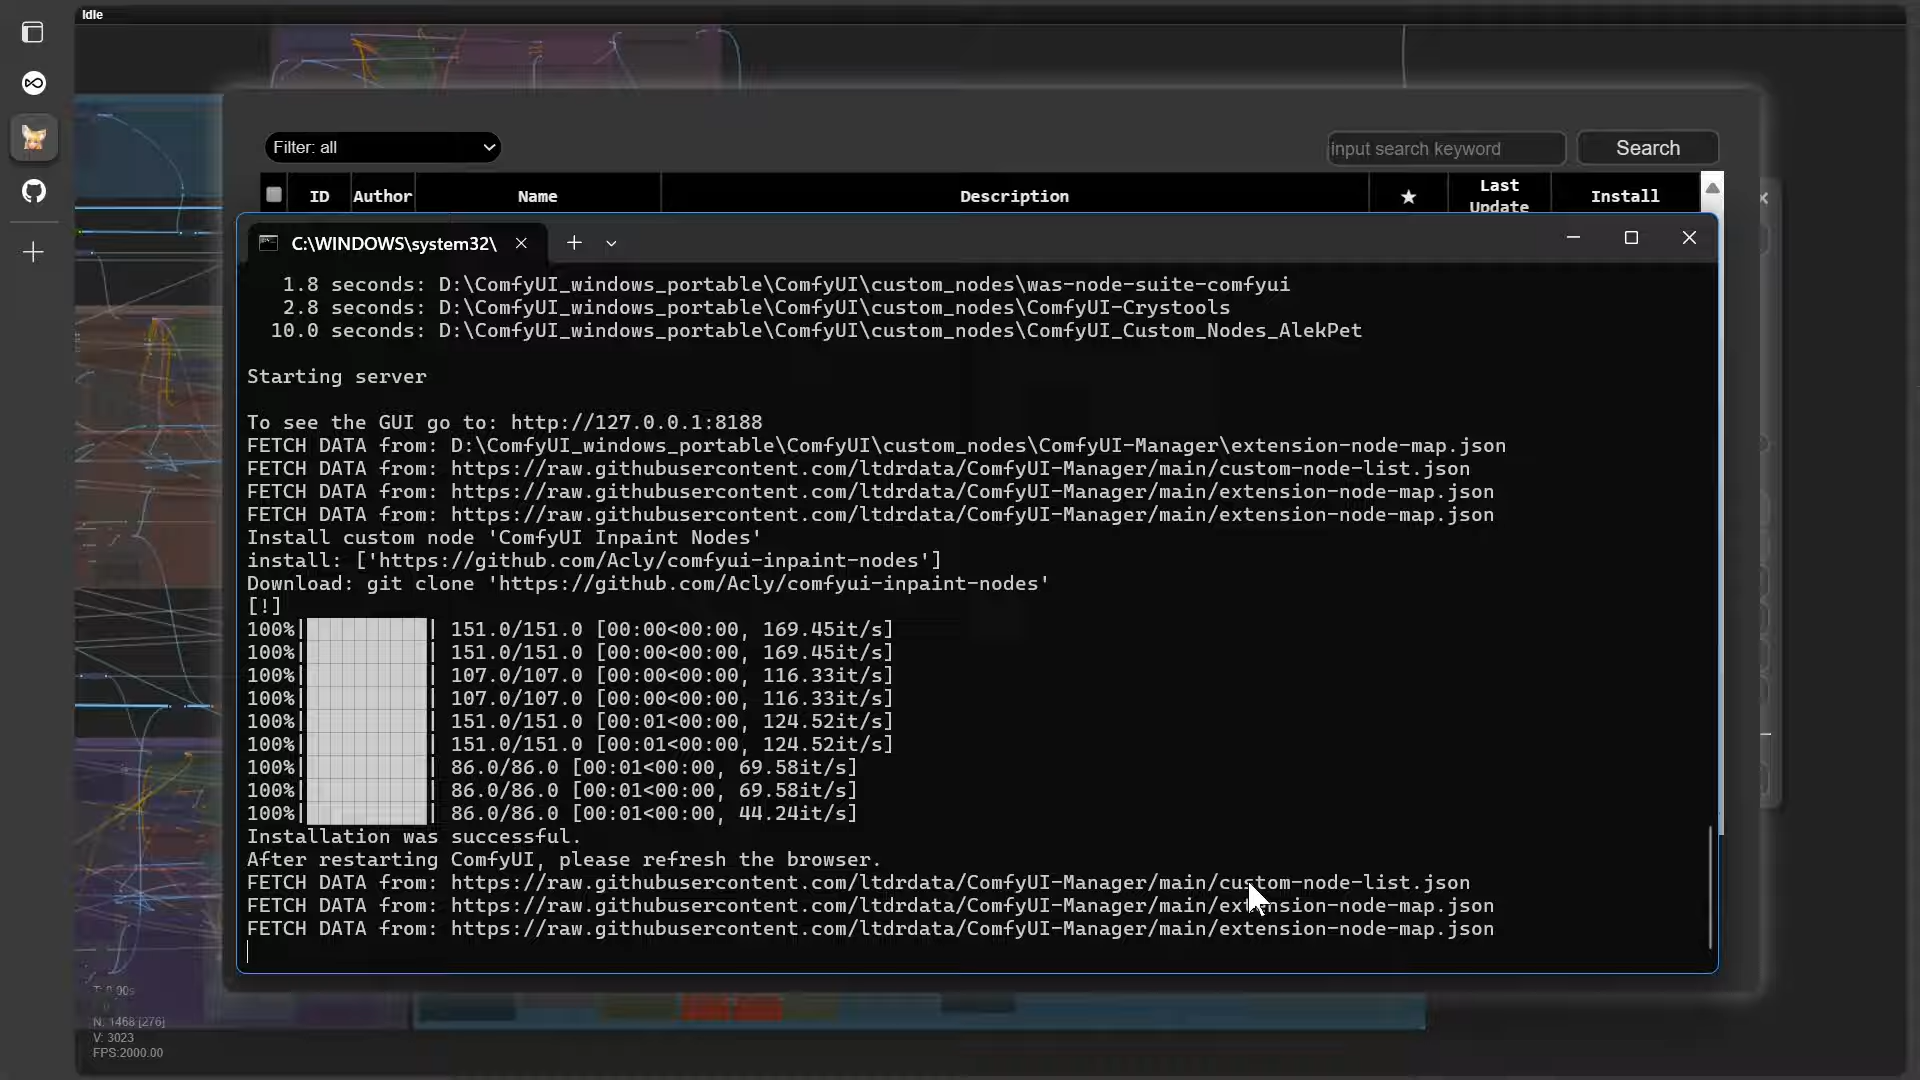 Idle
Filter: all
input search keyword
Search
ID
Author
Name
Description
★
Last
Update
Install
C:\WINDOWS\system32\
1.8 seconds: D:\ComfyUI_windows_portable\ComfyUI\custom_nodes\was-node-suite-comfyui
2.8 seconds: D:\ComfyUI_windows_portable\ComfyUI\custom_nodes\ComfyUI-Crystools
10.0 seconds: D:\ComfyUI_windows_portable\ComfyUI\custom_nodes\ComfyUI_Custom_Nodes_AlekPet
Starting server
To see the GUI go to: http://127.0.0.1:8188
FETCH DATA from: D:\ComfyUI_windows_portable\ComfyUI\custom_nodes\ComfyUI-Manager\extension-node-map.json
FETCH DATA from: https://raw.githubusercontent.com/ltdrdata/ComfyUI-Manager/main/custom-node-list.json
FETCH DATA from: https://raw.githubusercontent.com/ltdrdata/ComfyUI-Manager/main/extension-node-map.json
FETCH DATA from: https://raw.githubusercontent.com/ltdrdata/ComfyUI-Manager/main/extension-node-map.json
Install custom node 'ComfyUI Inpaint Nodes'
install: ['https://github.com/Acly/comfyui-inpaint-nodes']
Download: git clone 'https://github.com/Acly/comfyui-inpaint-nodes'
[!]
100%| | 151.0/151.0 [00:00<00:00, 169.45it/s]
100%| | 151.0/151.0 [00:00<00:00, 169.45it/s]
100%| | 107.0/107.0 [00:00<00:00, 116.33it/s]
100%| | 107.0/107.0 [00:00<00:00, 116.33it/s]
100%| | 151.0/151.0 [00:01<00:00, 124.52it/s]
100%| | 151.0/151.0 [00:01<00:00, 124.52it/s]
100%| | 86.0/86.0 [00:01<00:00, 69.58it/s]
100%| | 86.0/86.0 [00:01<00:00, 69.58it/s]
100%| | 86.0/86.0 [00:01<00:00, 44.24it/s]
Installation was successful.
After restarting ComfyUI, please refresh the browser.
FETCH DATA from: https://raw.githubusercontent.com/ltdrdata/ComfyUI-Manager/main/custom-node-list.json
FETCH DATA from: https://raw.githubusercontent.com/ltdrdata/ComfyUI-Manager/main/extension-node-map.json
FETCH DATA from: https://raw.githubusercontent.com/ltdrdata/ComfyUI-Manager/main/extension-node-map.json
T: 0.00s
N: 1468 [276]
V: 3023
FPS:2000.00